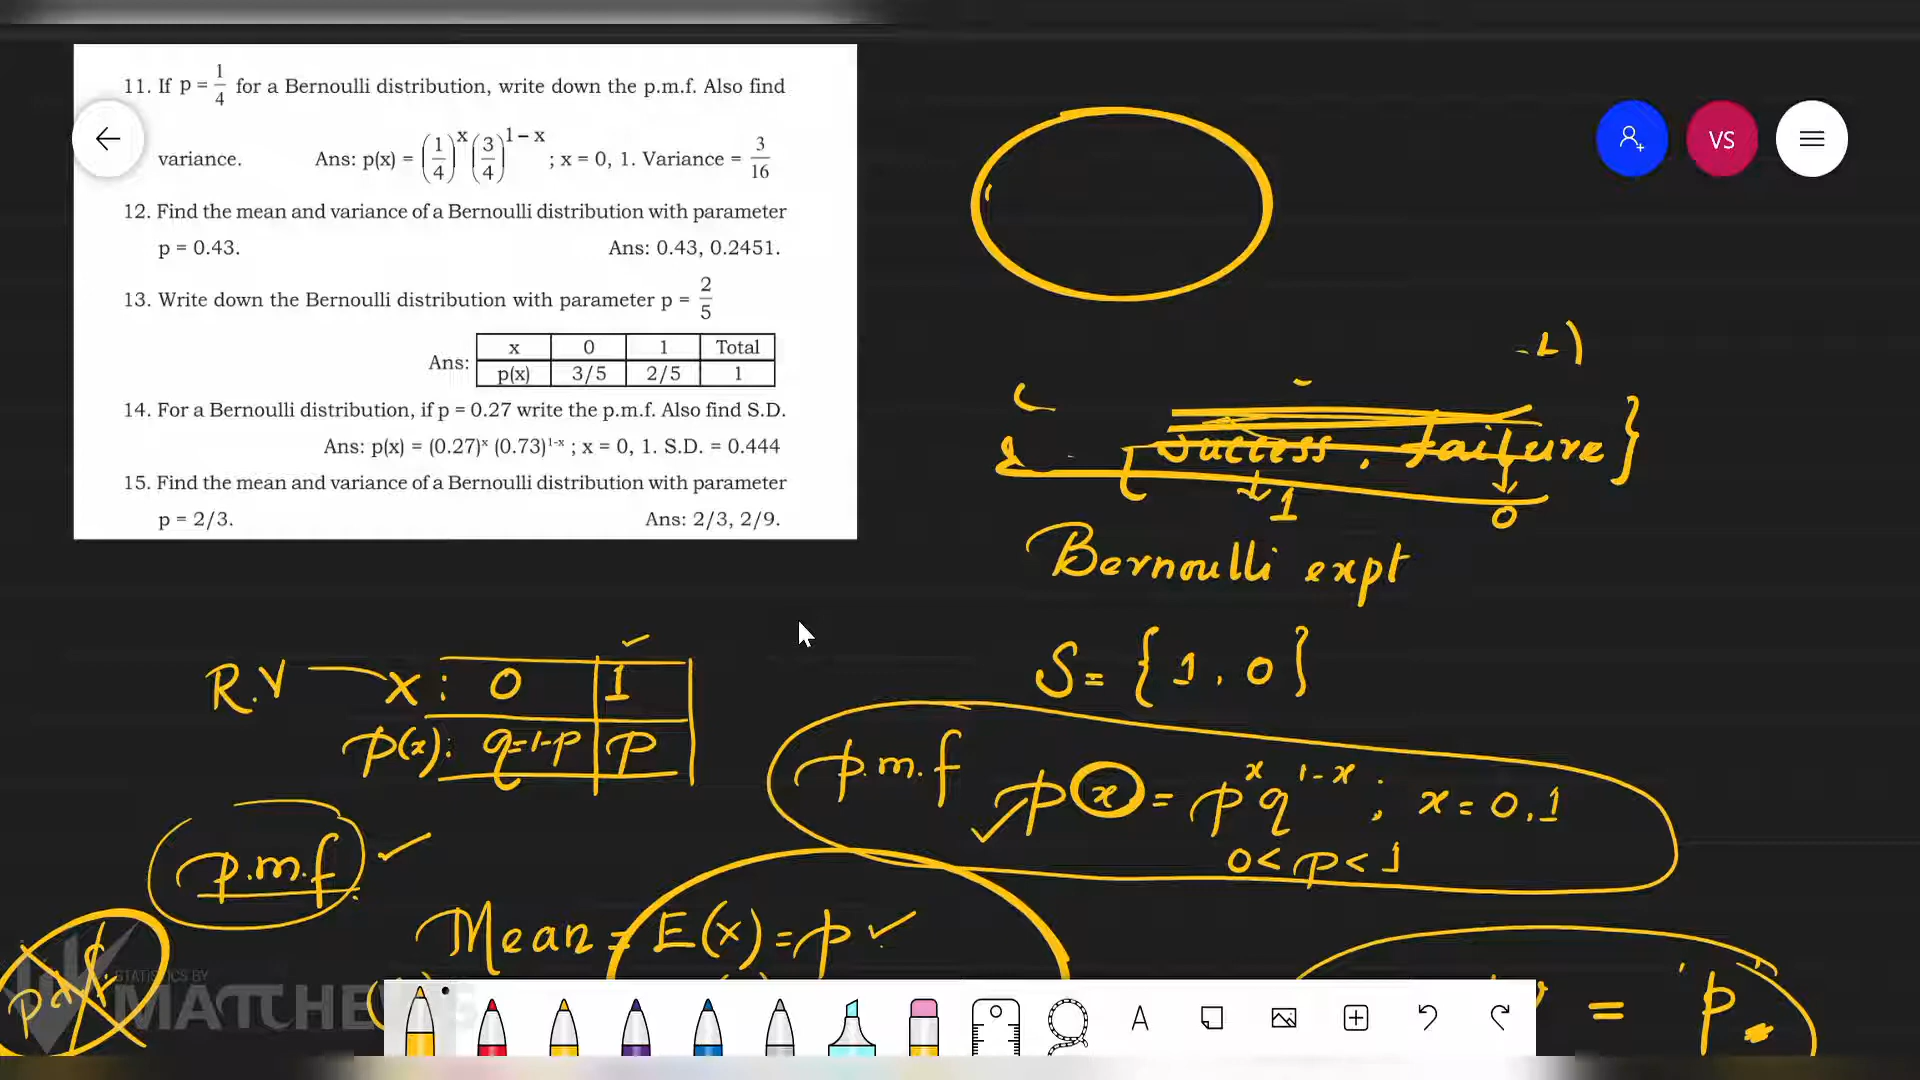 11. If p = 1/4 for a Bernoulli distribution, write down the p.m.f. Also find
variance. Ans: p(x) = (1/4)^x (3/4)^(1 – x) ; x = 0, 1. Variance = 3/16
12. Find the mean and variance of a Bernoulli distribution with parameter
p = 0.43. Ans: 0.43, 0.2451.
13. Write down the Bernoulli distribution with parameter p = 2/5
Ans:
x 0 1 Total
p(x) 3/5 2/5 1
14. For a Bernoulli distribution, if p = 0.27 write the p.m.f. Also find S.D.
Ans: p(x) = (0.27)^x (0.73)^(1-x) ; x = 0, 1. S.D. = 0.444
15. Find the mean and variance of a Bernoulli distribution with parameter
p = 2/3. Ans: 2/3, 2/9.
VS
success, failure }
1 0
Bernoulli expt
S = { 1, 0 }
R.V X : 0 1
p(x): q=1-p p
p.m.f p(x) = p^x q^(1-x) ; x = 0,1
0 < p < 1
p.m.f
Mean = E(x) = p
p.d.f
= p
STATISTICS BY
MATTHEWS
A